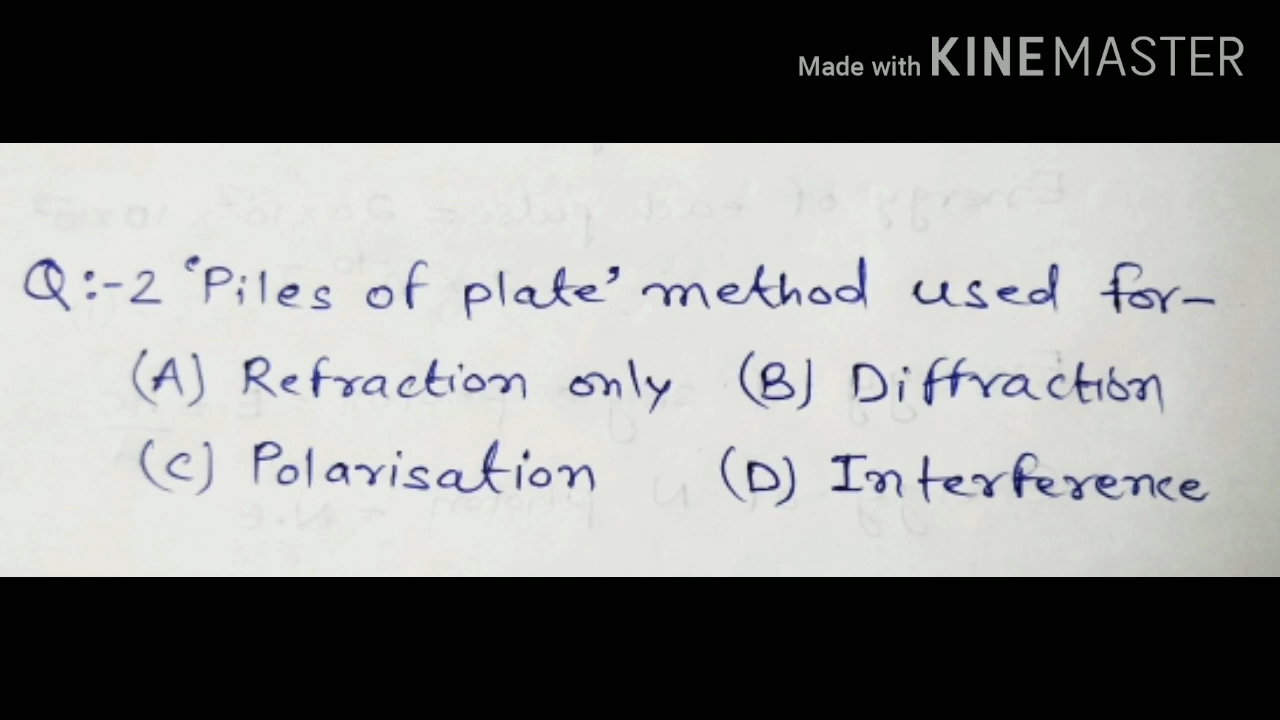 Made with KINEMASTER
Q:-2 'Piles of plate' method used for-
(A) Refraction only (B) Diffraction
(C) Polarisation (D) Interference